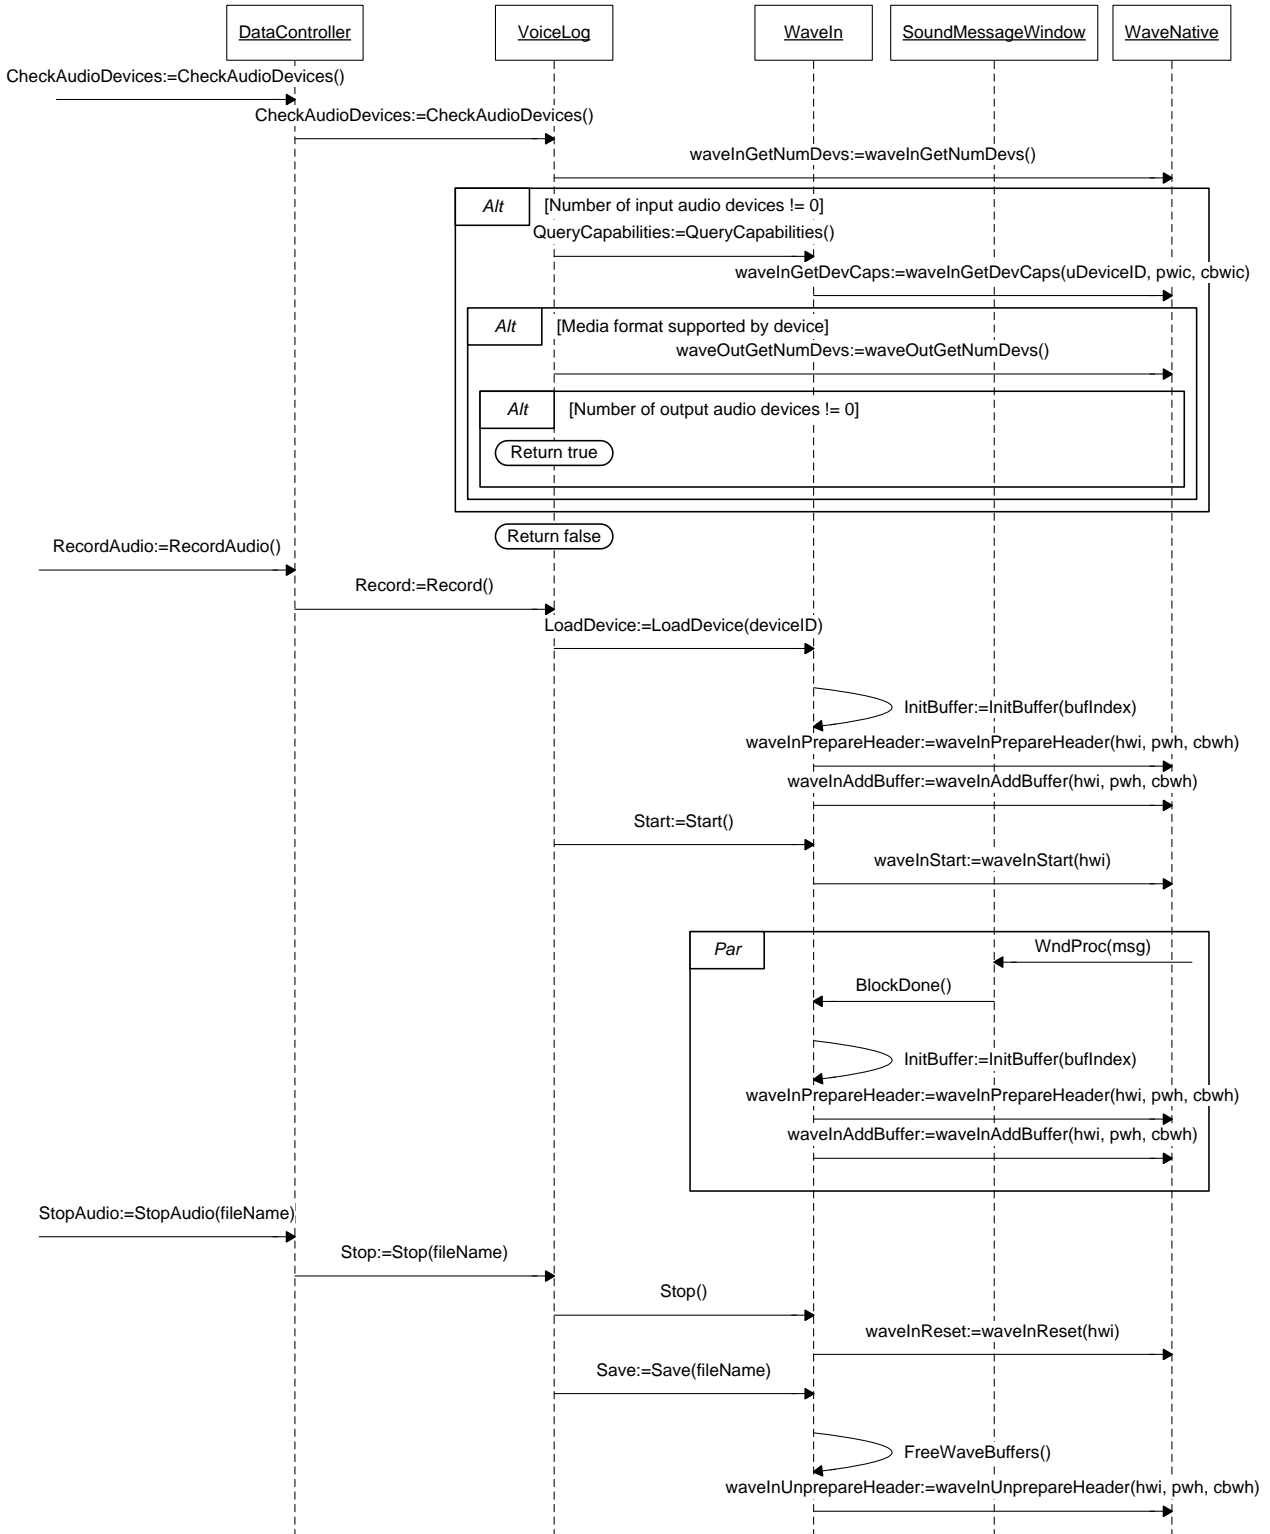 DataController
VoiceLog
WaveIn
SoundMessageWindow
WaveNative
CheckAudioDevices:=CheckAudioDevices()
CheckAudioDevices:=CheckAudioDevices()
waveInGetNumDevs:=waveInGetNumDevs()
Alt
[Number of input audio devices != 0]
QueryCapabilities:=QueryCapabilities()
waveInGetDevCaps:=waveInGetDevCaps(uDeviceID, pwic, cbwic)
Alt
[Media format supported by device]
waveOutGetNumDevs:=waveOutGetNumDevs()
Alt
[Number of output audio devices != 0]
Return true
Return false
RecordAudio:=RecordAudio()
Record:=Record()
LoadDevice:=LoadDevice(deviceID)
InitBuffer:=InitBuffer(bufIndex)
waveInPrepareHeader:=waveInPrepareHeader(hwi, pwh, cbwh)
waveInAddBuffer:=waveInAddBuffer(hwi, pwh, cbwh)
Start:=Start()
waveInStart:=waveInStart(hwi)
Par
WndProc(msg)
BlockDone()
InitBuffer:=InitBuffer(bufIndex)
waveInPrepareHeader:=waveInPrepareHeader(hwi, pwh, cbwh)
waveInAddBuffer:=waveInAddBuffer(hwi, pwh, cbwh)
StopAudio:=StopAudio(fileName)
Stop:=Stop(fileName)
Stop()
waveInReset:=waveInReset(hwi)
Save:=Save(fileName)
FreeWaveBuffers()
waveInUnprepareHeader:=waveInUnprepareHeader(hwi, pwh, cbwh)